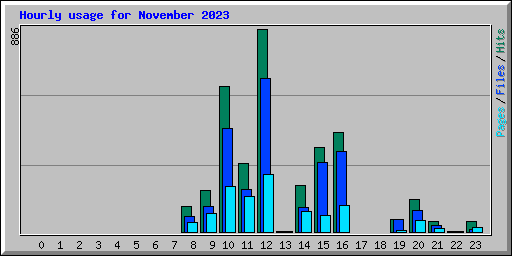 Hourly usage for November 2023
886
Pages / Files / Hits
0 1 2 3 4 5 6 7 8 9 10 11 12 13 14 15 16 17 18 19 20 21 22 23